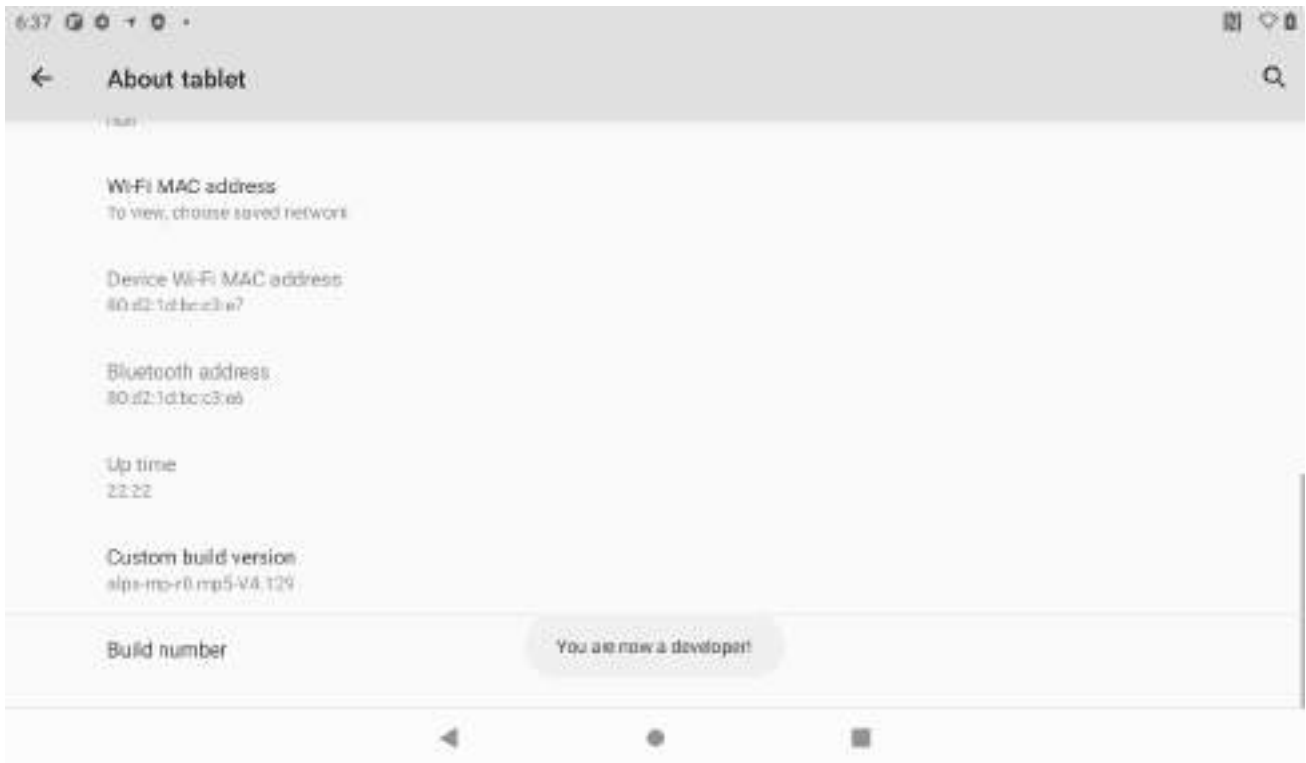 6:37
About tablet
Wi-Fi MAC address
To view, choose saved network
Device Wi-Fi MAC address
80:d2:1d:bc:c3:e7
Bluetooth address
80:d2:1d:bc:c3:e6
Up time
22:22
Custom build version
alps-mp-r0.mp5-V4.129
Build number
You are now a developer!